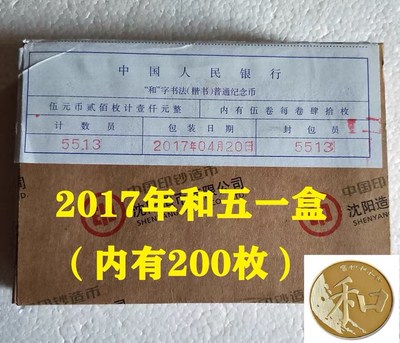 中国人民银行
“和”字书法(楷书)普通纪念币
伍元币贰佰枚计壹仟元整 内有伍卷每卷肆拾枚
计数员 包装日期 封包员
5513 2017年04月20日 5513
中国印钞造币
公司
沈阳造
SHENYANG
2017年和五一盒
（内有200枚）
和